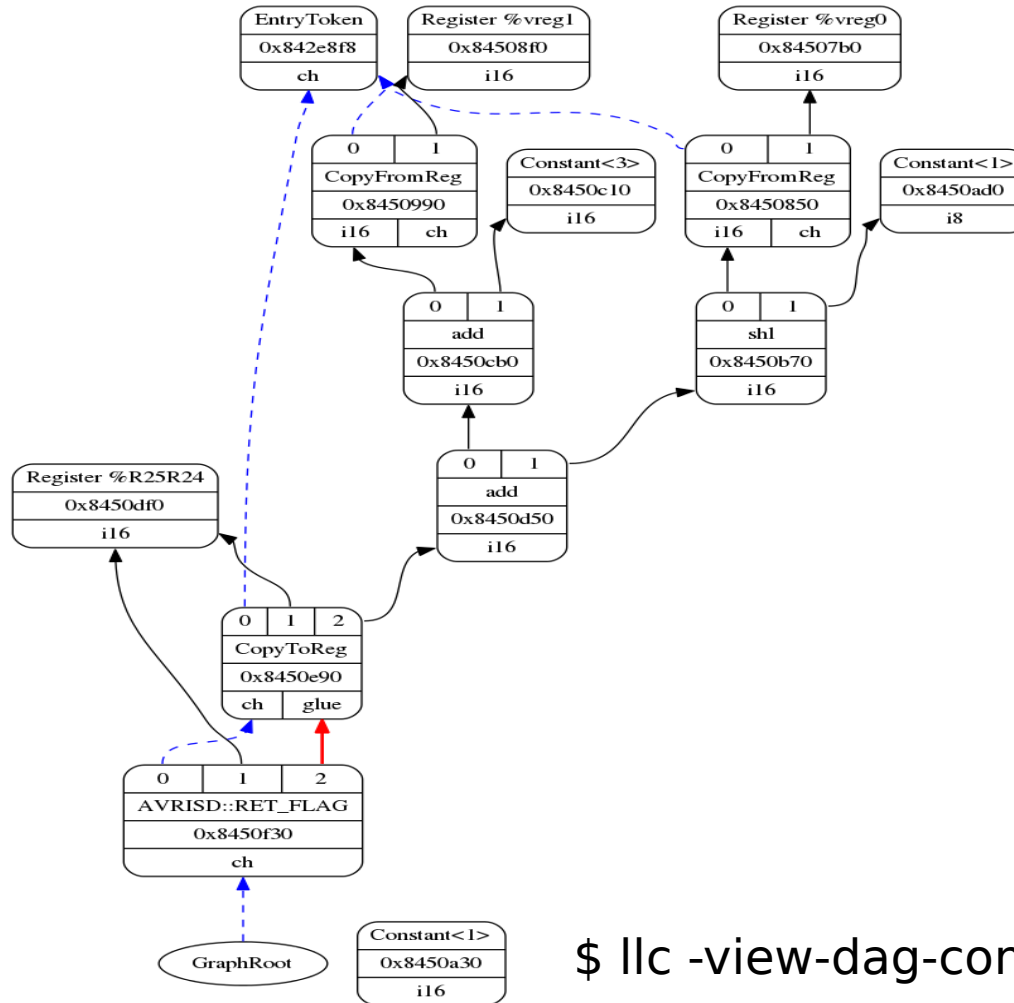 EntryToken
0x842e8f8
ch
Register %vreg1
0x84508f0
i16
Register %vreg0
0x84507b0
i16
0 1
CopyFromReg
0x8450990
i16 ch
Constant<3>
0x8450c10
i16
0 1
CopyFromReg
0x8450850
i16 ch
Constant<1>
0x8450ad0
i8
0 1
add
0x8450cb0
i16
0 1
shl
0x8450b70
i16
0 1
add
0x8450d50
i16
Register %R25R24
0x8450df0
i16
0 1 2
CopyToReg
0x8450e90
ch glue
0 1 2
AVRISD::RET_FLAG
0x8450f30
ch
GraphRoot
Constant<1>
0x8450a30
i16
$ llc -view-dag-com